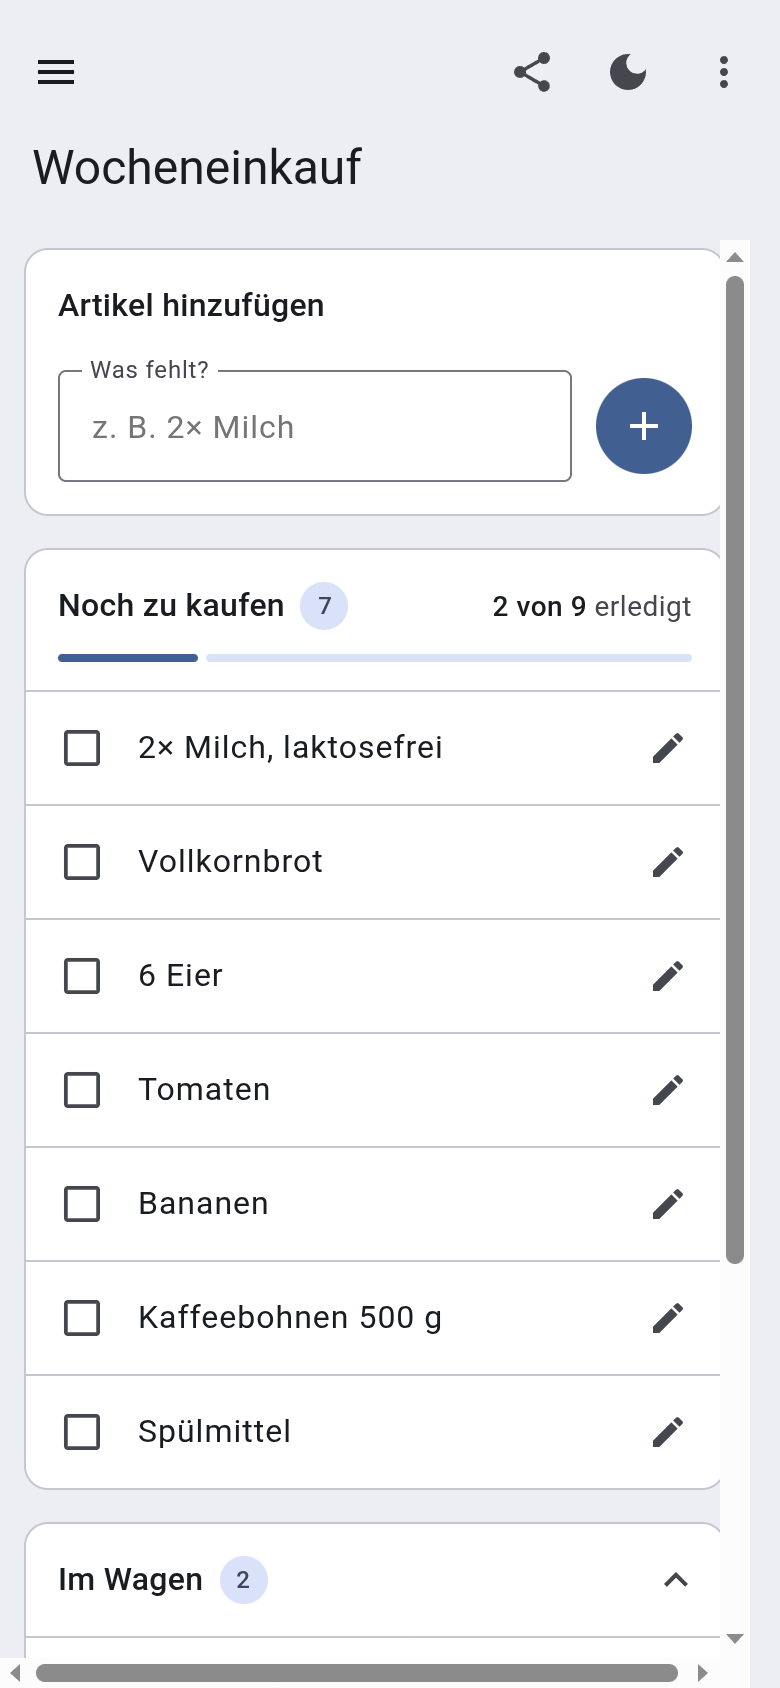 Wocheneinkauf
Artikel hinzufügen
Was fehlt?
z. B. 2× Milch
Noch zu kaufen 7 2 von 9 erledigt
2× Milch, laktosefrei
Vollkornbrot
6 Eier
Tomaten
Bananen
Kaffeebohnen 500 g
Spülmittel
Im Wagen 2